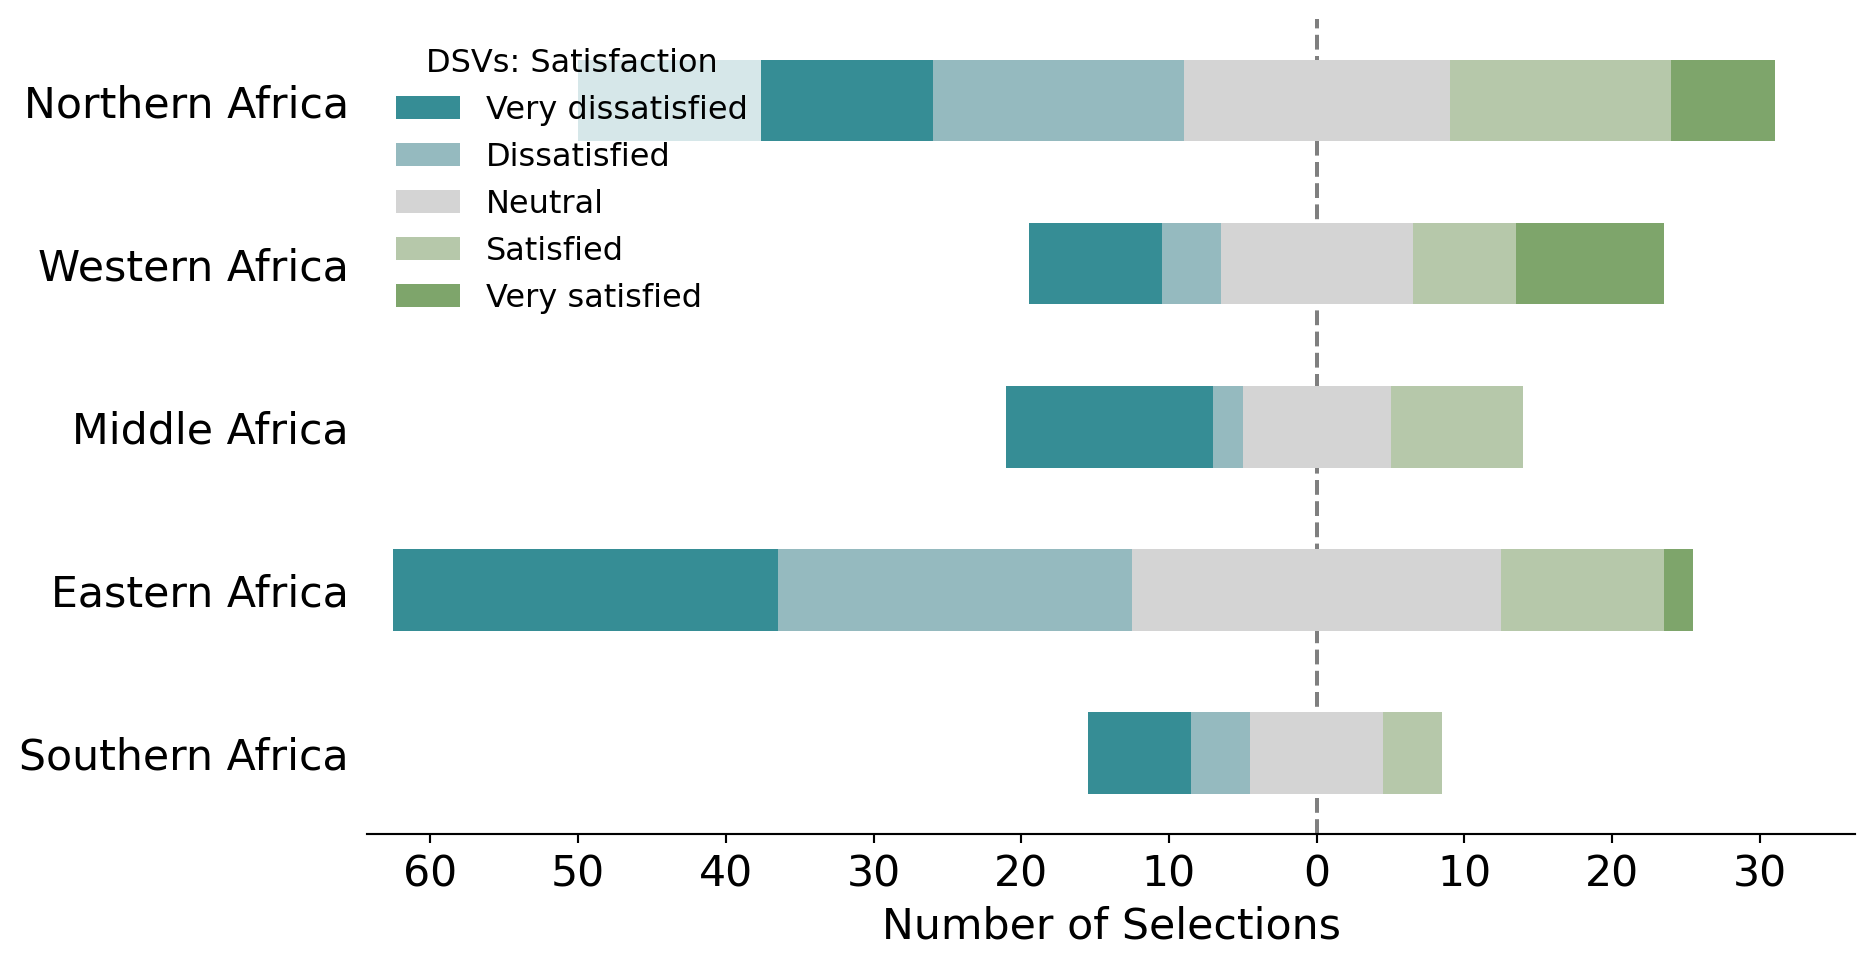 DSVs: Satisfaction
Very dissatisfied
Dissatisfied
Neutral
Satisfied
Very satisfied
Northern Africa
Western Africa
Middle Africa
Eastern Africa
Southern Africa
60 50 40 30 20 10 0 10 20 30
Number of Selections